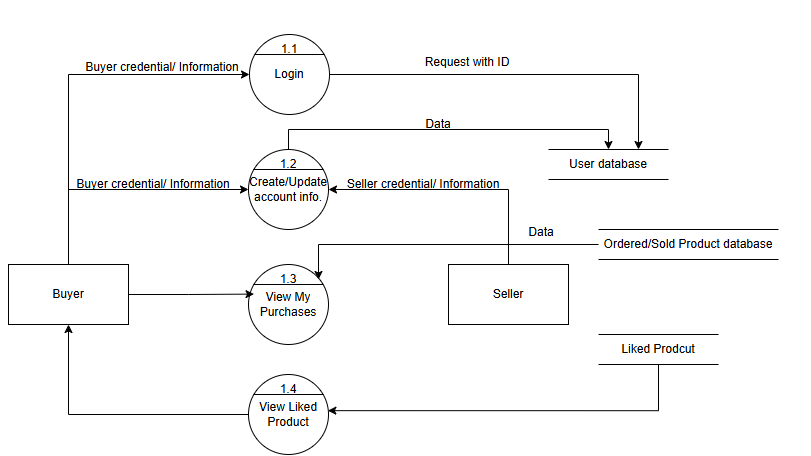 1.1
Buyer credential/ Information
Login
Request with ID
Data
1.2
Buyer credential/ Information
Create/Update
account info.
Seller credential/ Information
User database
Data
Ordered/Sold Product database
1.3
Buyer
View My
Purchases
Seller
Liked Prodcut
1.4
View Liked
Product